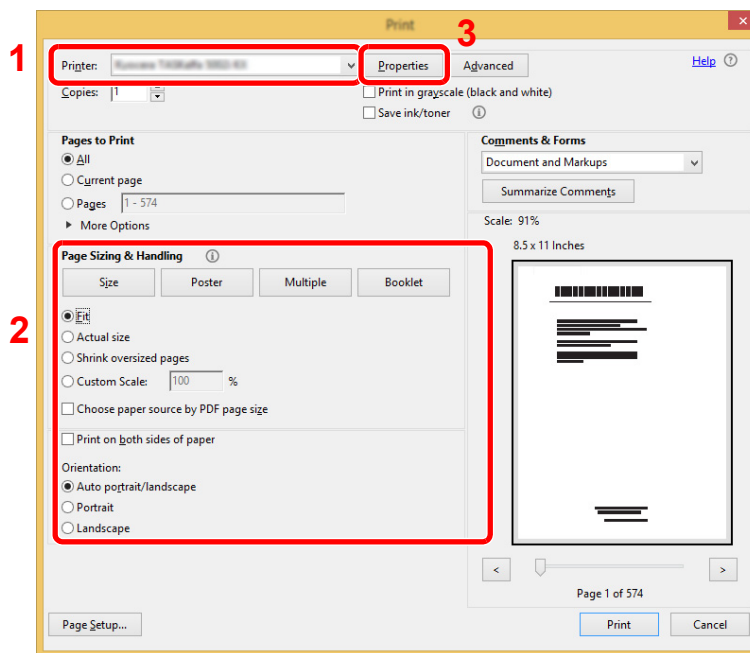 Print
1
3
Printer: Properties Advanced Help
Copies: 1 Print in grayscale (black and white)
Save ink/toner
Pages to Print
All
Current page
Pages 1 - 574
More Options
2
Page Sizing & Handling
Size Poster Multiple Booklet
Fit
Actual size
Shrink oversized pages
Custom Scale: 100 %
Choose paper source by PDF page size
Print on both sides of paper
Orientation:
Auto portrait/landscape
Portrait
Landscape
Comments & Forms
Document and Markups
Summarize Comments
Scale: 91%
8.5 x 11 Inches
< >
Page 1 of 574
Page Setup... Print Cancel